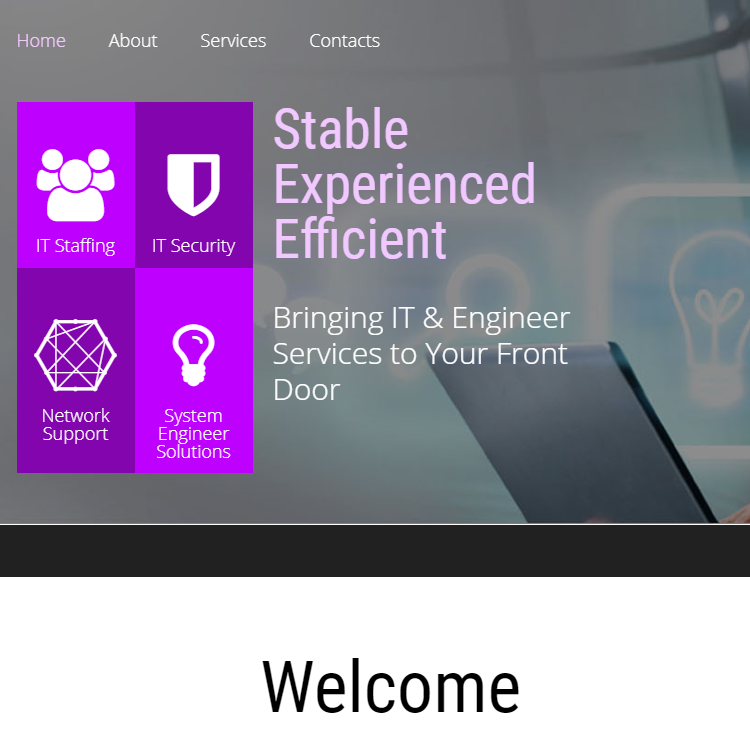 Home About Services Contacts
IT Staffing
IT Security
Network
Support
System
Engineer
Solutions
Stable
Experienced
Efficient
Bringing IT & Engineer
Services to Your Front
Door
Welcome